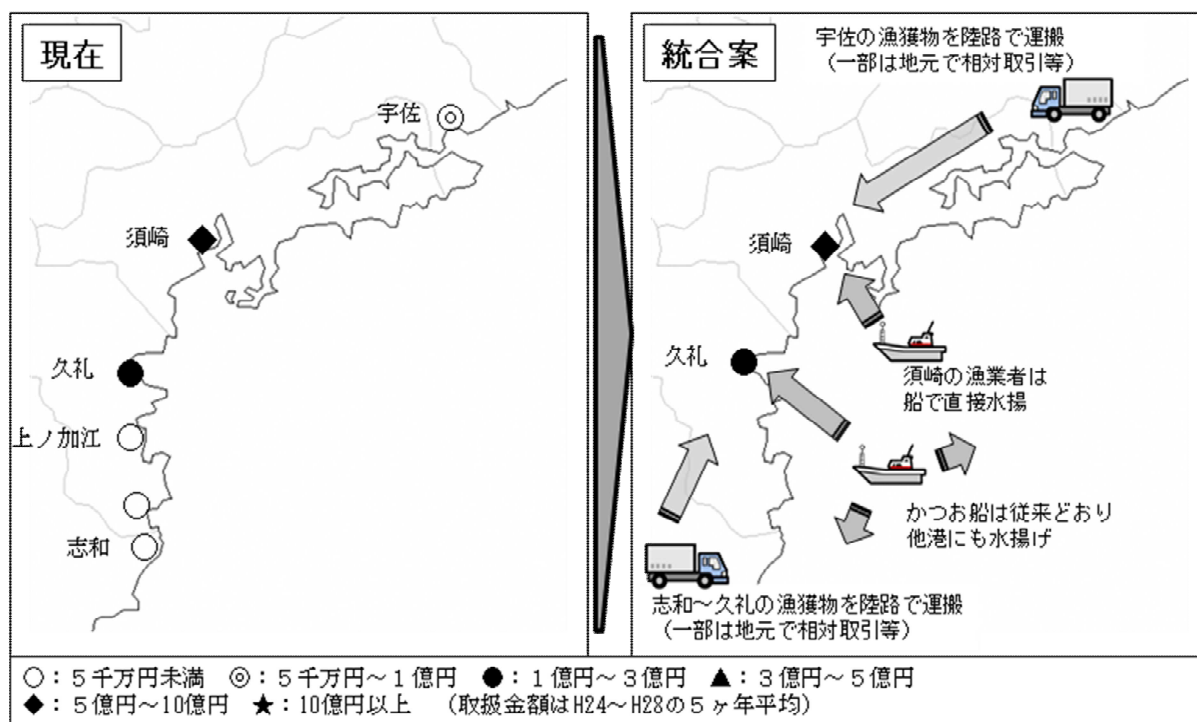 現在
宇佐
須崎
久礼
上ノ加江
志和
統合案
宇佐の漁獲物を陸路で運搬
（一部は地元で相対取引等）
須崎
久礼
須崎の漁業者は
船で直接水揚
かつお船は従来どおり
他港にも水揚げ
志和～久礼の漁獲物を陸路で運搬
（一部は地元で相対取引等）
○：５千万円未満　◎：５千万円～１億円　●：１億円～３億円　▲：３億円～５億円
◆：５億円～10億円　★：10億円以上　（取扱金額はH24～H28の５ヶ年平均）